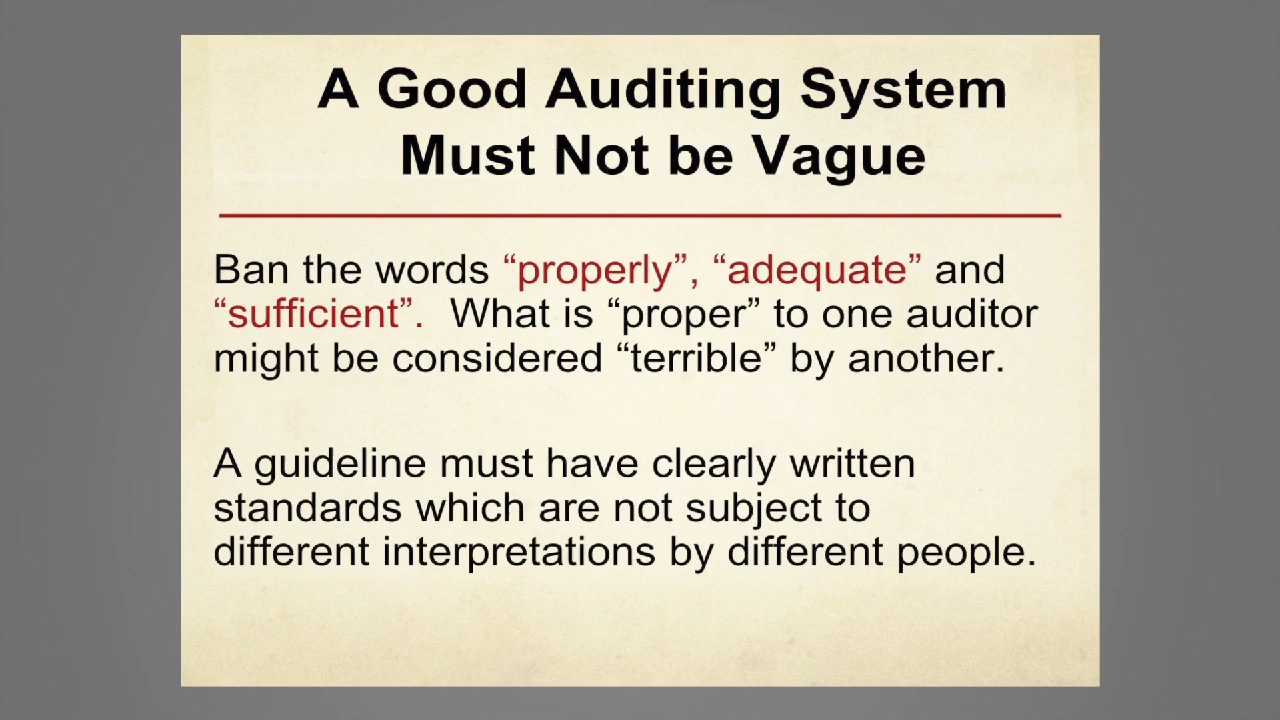 A Good Auditing System
Must Not be Vague
Ban the words “properly”, “adequate” and
“sufficient”.  What is “proper” to one auditor
might be considered “terrible” by another.
A guideline must have clearly written
standards which are not subject to
different interpretations by different people.